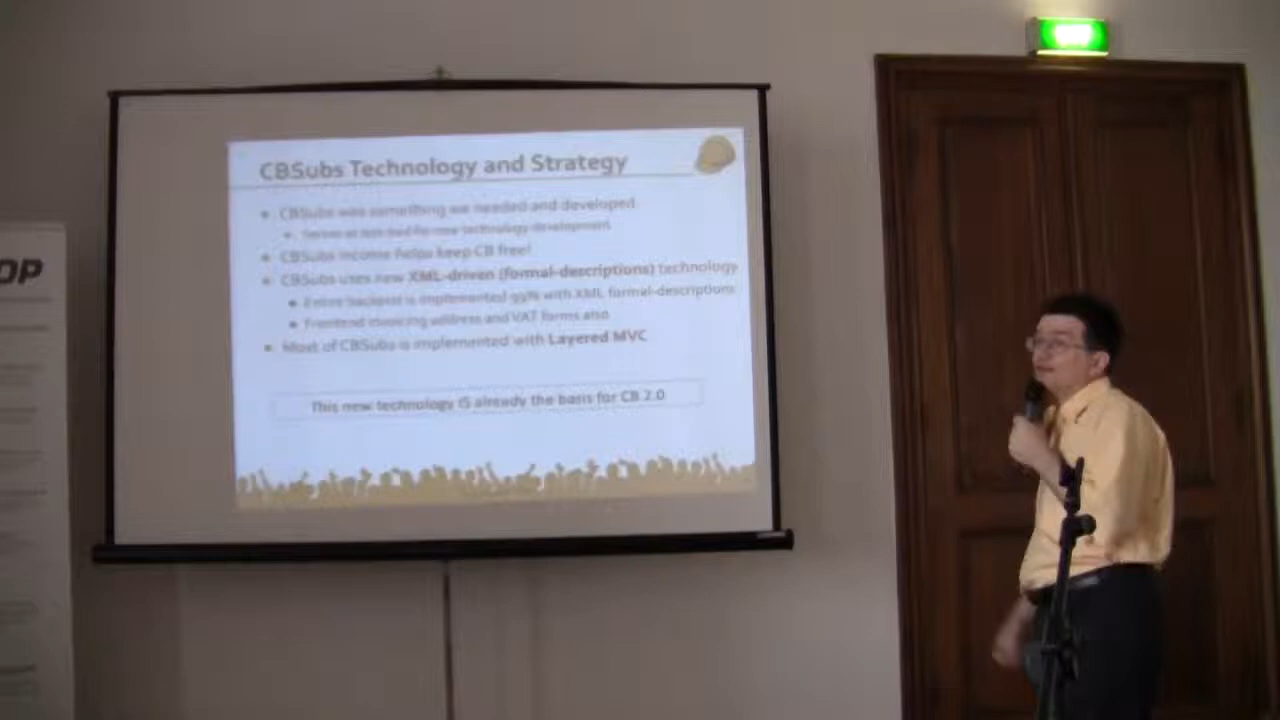 CBSubs Technology and Strategy
CBSubs was something we needed and developed
Serves as test-bed for new technology development
CBSubs income helps keep CB free!
CBSubs uses new XML-driven (formal-descriptions) technology
Entire backend is implemented 99% with XML formal-descriptions
Frontend invoicing address and VAT forms also
Most of CBSubs is implemented with Layered MVC
This new technology IS already the basis for CB 2.0
OP